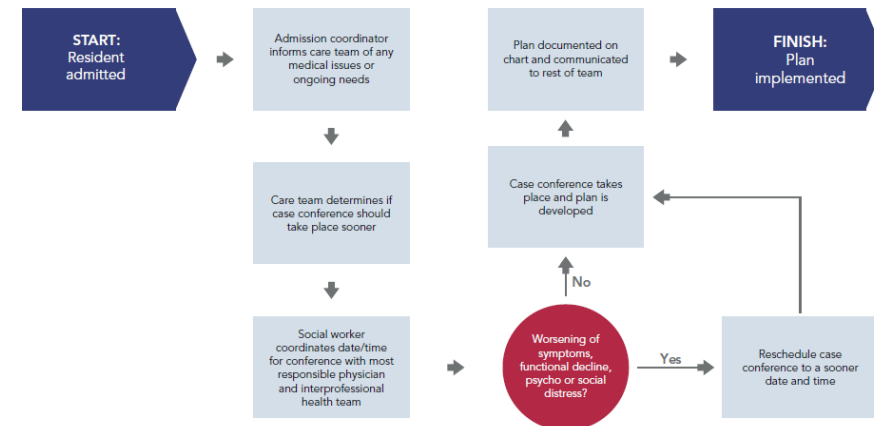 START:
Resident
admitted
Admission coordinator
informs care team of any
medical issues or
ongoing needs
Care team determines if
case conference should
take place sooner
Social worker
coordinates date/time
for conference with most
responsible physician
and interprofessional
health team
Worsening of
symptoms,
functional decline,
psycho or social
distress?
Yes
Reschedule case
conference to a sooner
date and time
No
Case conference takes
place and plan is
developed
Plan documented on
chart and communicated
to rest of team
FINISH:
Plan
implemented